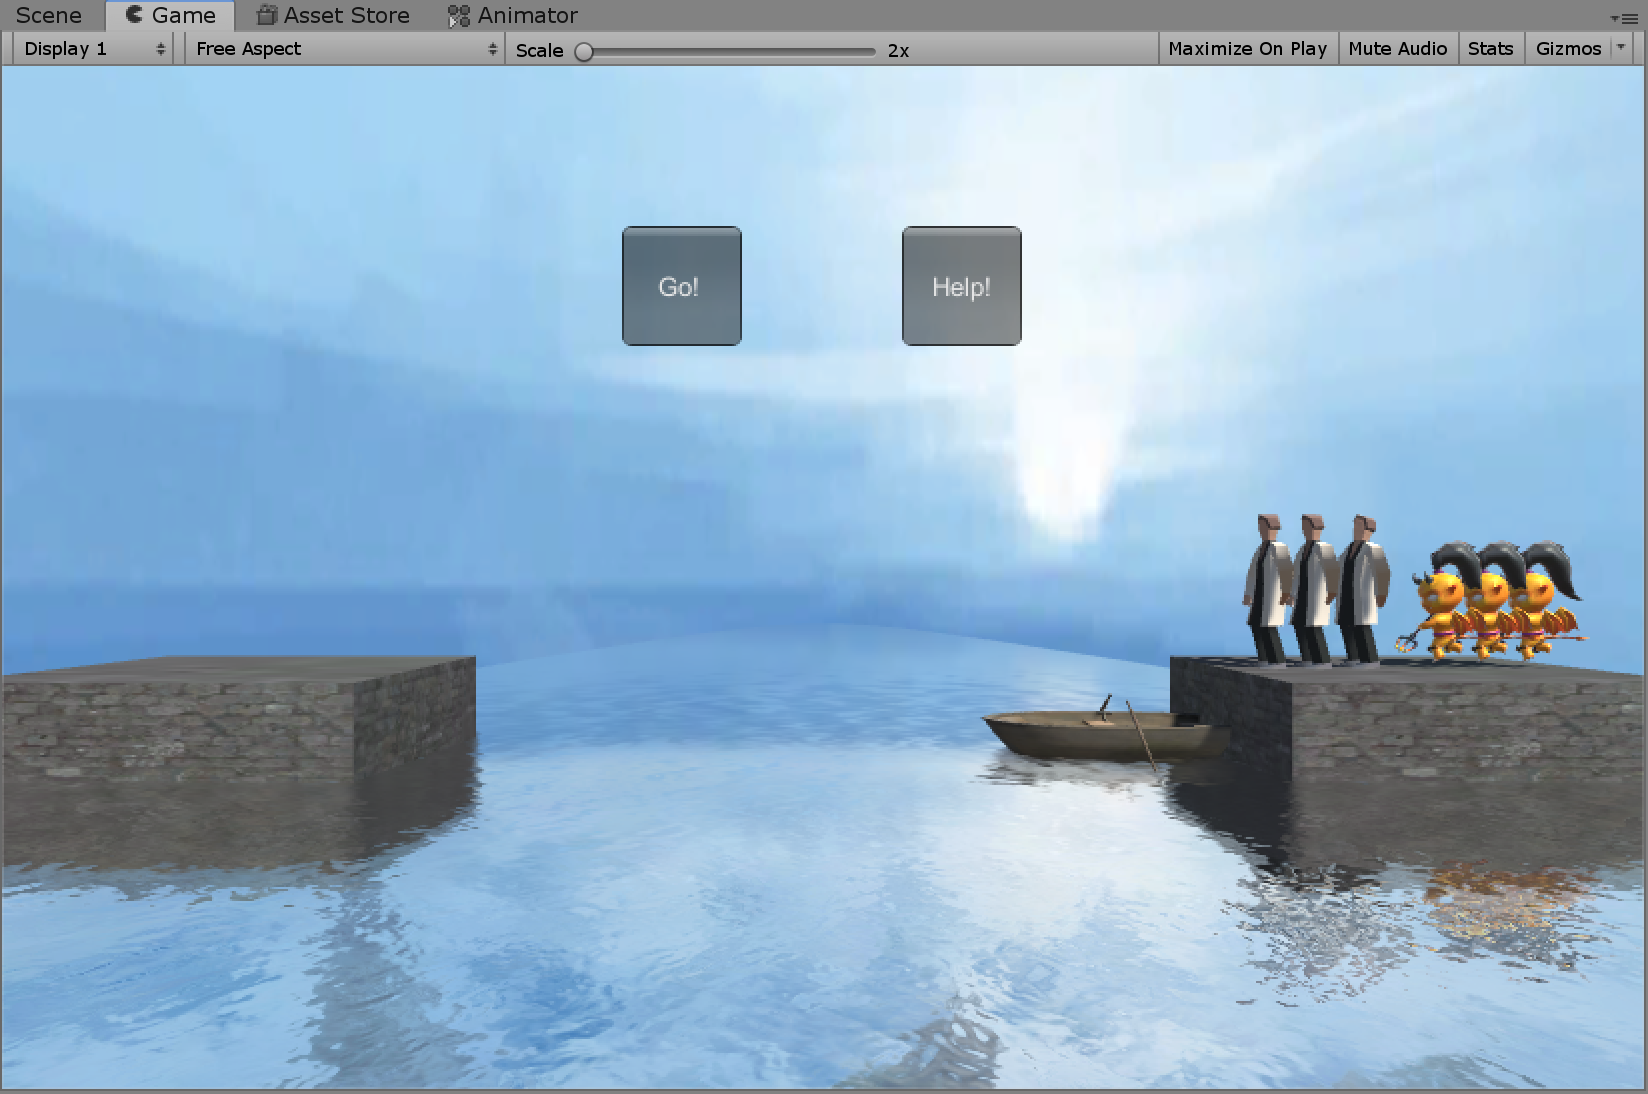 Scene Game Asset Store Animator
Display 1 Free Aspect Scale 2x Maximize On Play Mute Audio Stats Gizmos
Go! Help!